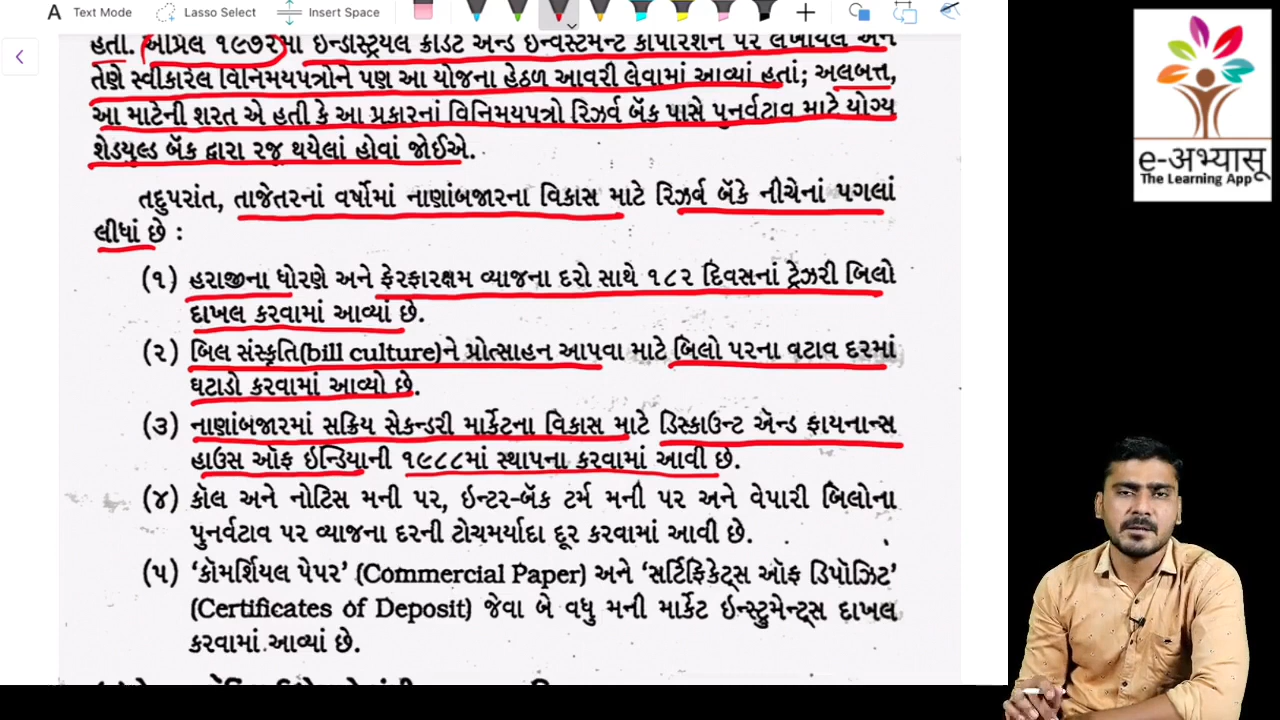 Text Mode Lasso Select Insert Space
હતી. એપ્રિલ ૧૯૭૨માં ઇન્ડસ્ટ્રિયલ ક્રેડિટ ઍન્ડ ઇન્વેસ્ટમેન્ટ કૉર્પોરેશન પર લખાયેલ અને
તેણે સ્વીકારેલ વિનિમયપત્રોને પણ આ યોજના હેઠળ આવરી લેવામાં આવ્યાં હતાં; અલબત્ત,
આ માટેની શરત એ હતી કે આ પ્રકારનાં વિનિમયપત્રો રિઝર્વ બૅંક પાસે પુનર્વટાવ માટે યોગ્ય
શેડયુલ્ડ બૅંક દ્વારા રજૂ થયેલાં હોવાં જોઈએ.
તદુપરાંત, તાજેતરનાં વર્ષોમાં નાણાંબજારના વિકાસ માટે રિઝર્વ બૅંકે નીચેનાં પગલાં
લીધાં છે :
(૧) હરાજીના ધોરણે અને ફેરફારક્ષમ વ્યાજના દરો સાથે ૧૮૨ દિવસનાં ટ્રેઝરી બિલો
દાખલ કરવામાં આવ્યાં છે.
(૨) બિલ સંસ્કૃતિ(bill culture)ને પ્રોત્સાહન આપવા માટે બિલો પરના વટાવ દરમાં
ઘટાડો કરવામાં આવ્યો છે.
(૩) નાણાંબજારમાં સક્રિય સેકન્ડરી માર્કેટના વિકાસ માટે ડિસ્કાઉન્ટ ઍન્ડ ફાયનાન્સ
હાઉસ ઑફ ઇન્ડિયાની ૧૯૮૮માં સ્થાપના કરવામાં આવી છે.
(૪) કૉલ અને નોટિસ મની પર, ઇન્ટર-બૅંક ટર્મ મની પર અને વેપારી બિલોના
પુનર્વટાવ પર વ્યાજના દરની ટોચમર્યાદા દૂર કરવામાં આવી છે.
(૫) ‘કૉમર્શિયલ પેપર’ (Commercial Paper) અને ‘સર્ટિફિકેટ્સ ઑફ ડિપૉઝિટ’
(Certificates of Deposit) જેવા બે વધુ મની માર્કેટ ઇન્સ્ટ્રુમેન્ટ્સ દાખલ
કરવામાં આવ્યાં છે.
e-अभ्यासू
The Learning App